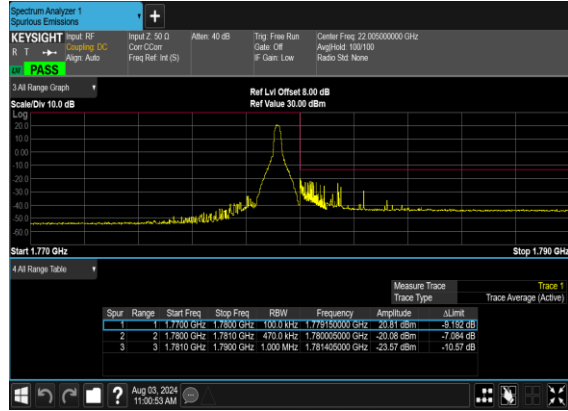 Spectrum Analyzer 1
Spurious Emissions
+
KEYSIGHT Input: RF Input Z: 50 Ω Atten: 40 dB Trig: Free Run Center Freq: 22.005000000 GHz
R T Coupling: DC Corr CCorr Gate: Off Avg|Hold: 100/100
Align: Auto Freq Ref: Int (S) IF Gain: Low Radio Std: None
PASS
3 All Range Graph
Ref Lvl Offset 8.00 dB
Scale/Div 10.0 dB Ref Value 30.00 dBm
Log
20.0
10.0
0.00
-10.0
-20.0
-30.0
-40.0
-50.0
-60.0
Start 1.770 GHz Stop 1.790 GHz
4 All Range Table
Measure Trace Trace 1
Trace Type Trace Average (Active)
Spur Range Start Freq Stop Freq RBW Frequency Amplitude ΔLimit
1 1 1.7700 GHz 1.7800 GHz 100.0 kHz 1.779150000 GHz 20.81 dBm -9.192 dB
2 2 1.7800 GHz 1.7810 GHz 470.0 kHz 1.780005000 GHz -20.08 dBm -7.084 dB
3 3 1.7810 GHz 1.7900 GHz 1.000 MHz 1.781405000 GHz -23.57 dBm -10.57 dB
? Aug 03, 2024
11:00:53 AM